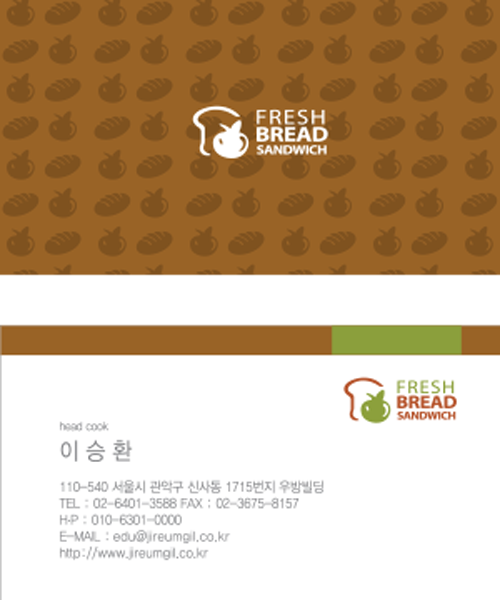 FRESH
BREAD
SANDWICH
FRESH
BREAD
SANDWICH
head cook
이 승 환
110-540 서울시 관악구 신사동 1715번지 우방빌딩
TEL : 02-6401-3588 FAX : 02-3675-8157
H·P : 010-6301-0000
E-MAIL : edu@jireumgil.co.kr
http://www.jireumgil.co.kr